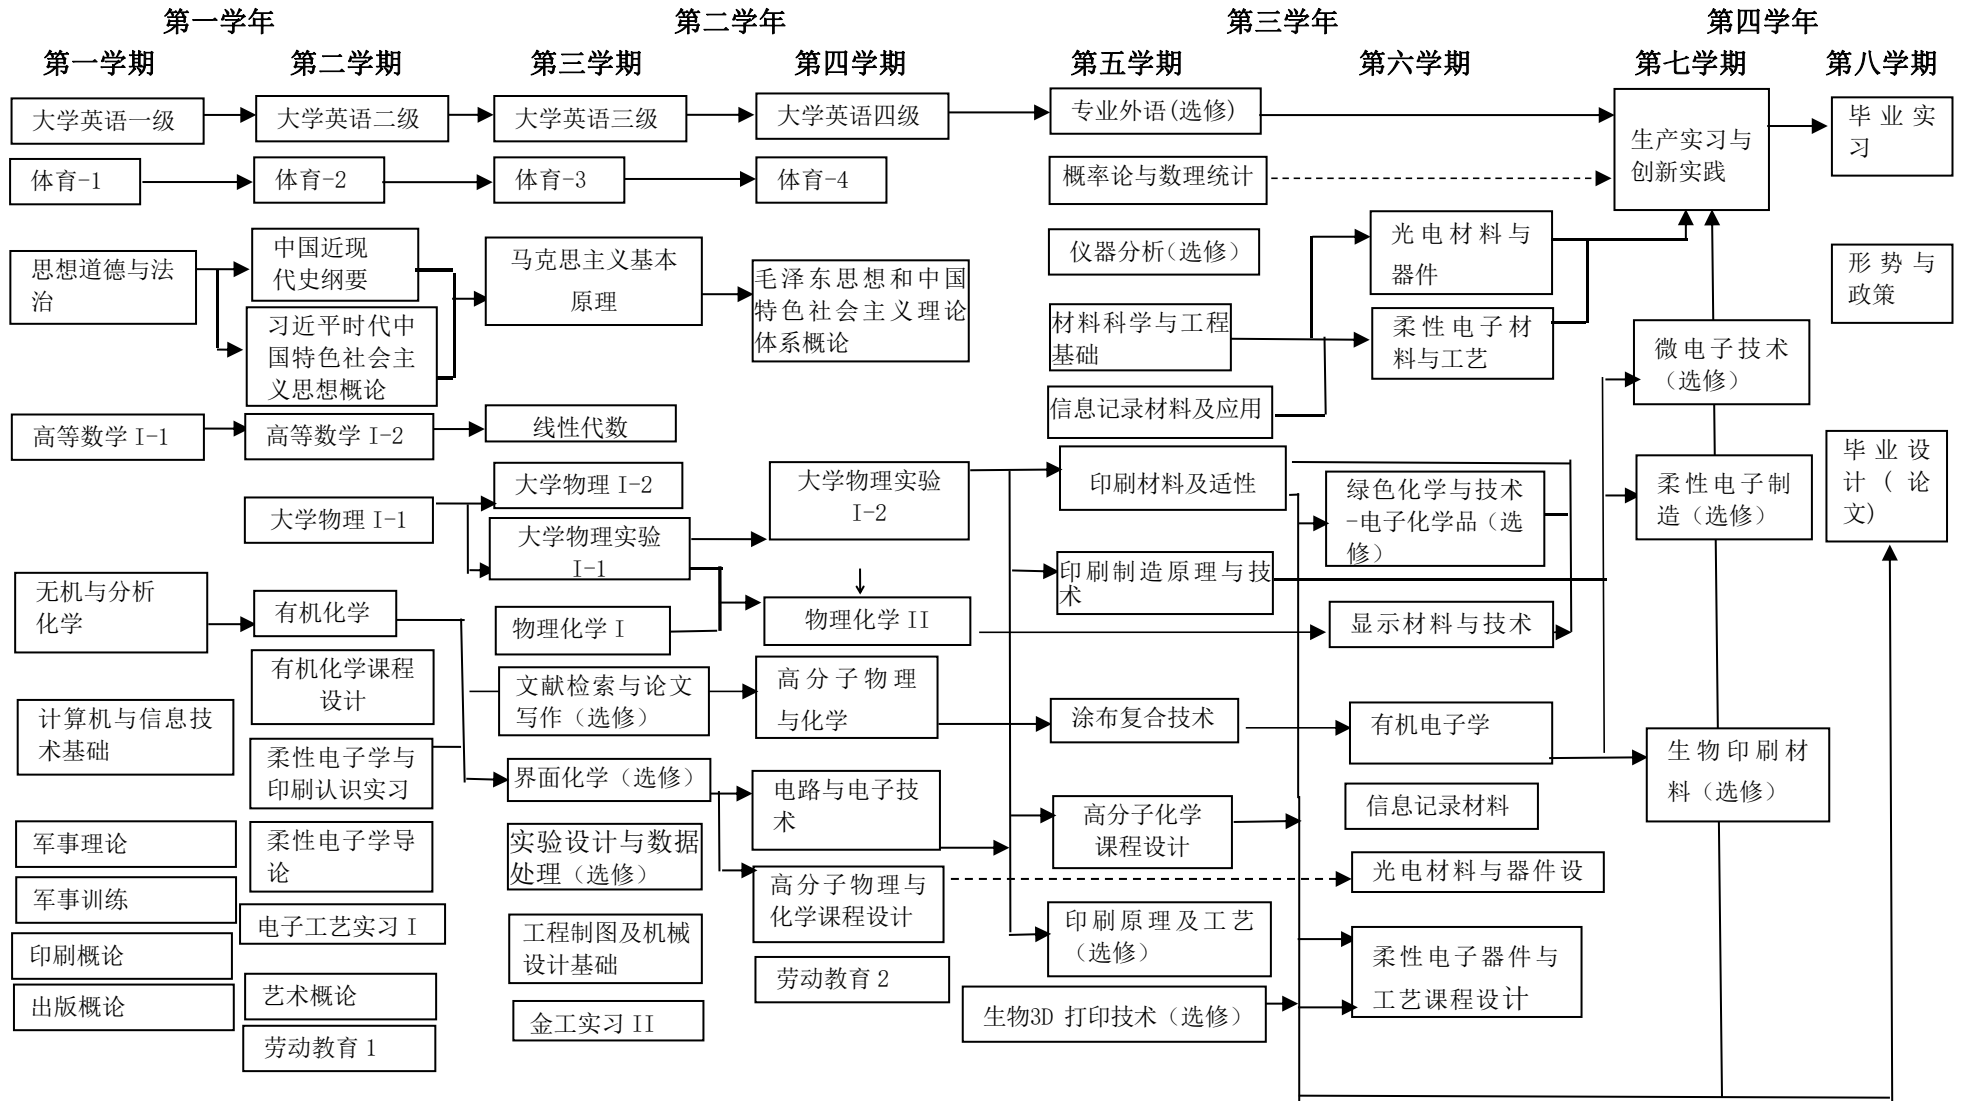 第一学年
第二学年
第三学年
第四学年
第一学期
第二学期
第三学期
第四学期
第五学期
第六学期
第七学期
第八学期
大学英语一级
大学英语二级
大学英语三级
大学英语四级
专业外语(选修)
生产实习与
创新实践
毕业实
习
体育-1
体育-2
体育-3
体育-4
概率论与数理统计
思想道德与法
治
中国近现
代史纲要
习近平时代中
国特色社会主
义思想概论
马克思主义基本
原理
毛泽东思想和中国
特色社会主义理论
体系概论
仪器分析（选修）
光电材料与
器件
形势与
政策
材料科学与工程
基础
柔性电子材
料与工艺
微电子技术
（选修）
信息记录材料及应用
高等数学 I-1
高等数学 I-2
线性代数
大学物理 I-1
大学物理 I-2
大学物理实验
I-1
大学物理实验
I-2
印刷材料及适性
绿色化学与技术
-电子化学品（选
修）
柔性电子制
造（选修）
毕业设
计(论
文)
无机与分析
化学
有机化学
物理化学 I
物理化学 II
印刷制造原理与技
术
显示材料与技术
有机化学课程
设计
文献检索与论文
写作（选修）
高分子物理
与化学
涂布复合技术
有机电子学
生物印刷材
料（选修）
计算机与信息技
术基础
柔性电子学与
印刷认识实习
界面化学（选修）
电路与电子技
术
高分子化学
课程设计
信息记录材料
军事理论
柔性电子学导
论
实验设计与数据
处理（选修）
高分子物理与
化学课程设计
光电材料与器件设
军事训练
电子工艺实习 I
工程制图及机械
设计基础
印刷原理及工艺
（选修）
柔性电子器件与
工艺课程设计
印刷概论
劳动教育 2
出版概论
艺术概论
金工实习 II
生物3D 打印技术（选修）
劳动教育 1